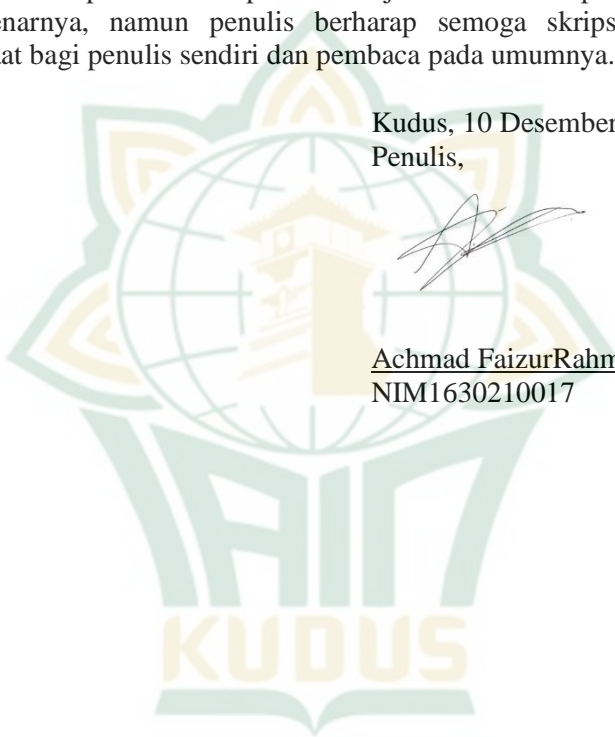 enarnya, namun penulis berharap semoga skrips
at bagi penulis sendiri dan pembaca pada umumnya.
Kudus, 10 Desember
Penulis,
Achmad FaizurRahm
NIM1630210017
IAIN
KUDUS